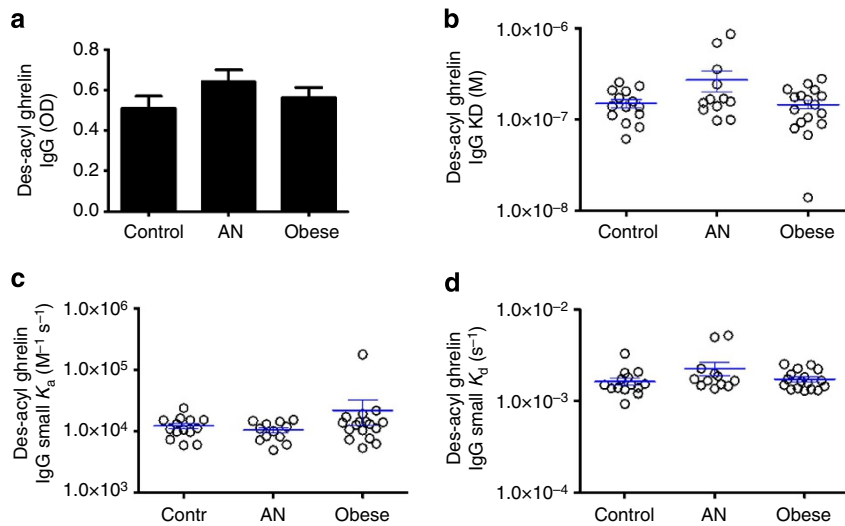 a
Des-acyl ghrelin
IgG (OD)
0.8
0.6
0.4
0.2
0.0
Control AN Obese
b
Des-acyl ghrelin
IgG KD (M)
1.0×10⁻⁶
1.0×10⁻⁷
1.0×10⁻⁸
Control AN Obese
c
Des-acyl ghrelin
IgG small Kₐ (M⁻¹ s⁻¹)
1.0×10⁶
1.0×10⁵
1.0×10⁴
1.0×10³
Contr AN Obese
d
Des-acyl ghrelin
IgG small K_d (s⁻¹)
1.0×10⁻²
1.0×10⁻³
1.0×10⁻⁴
Control AN Obese